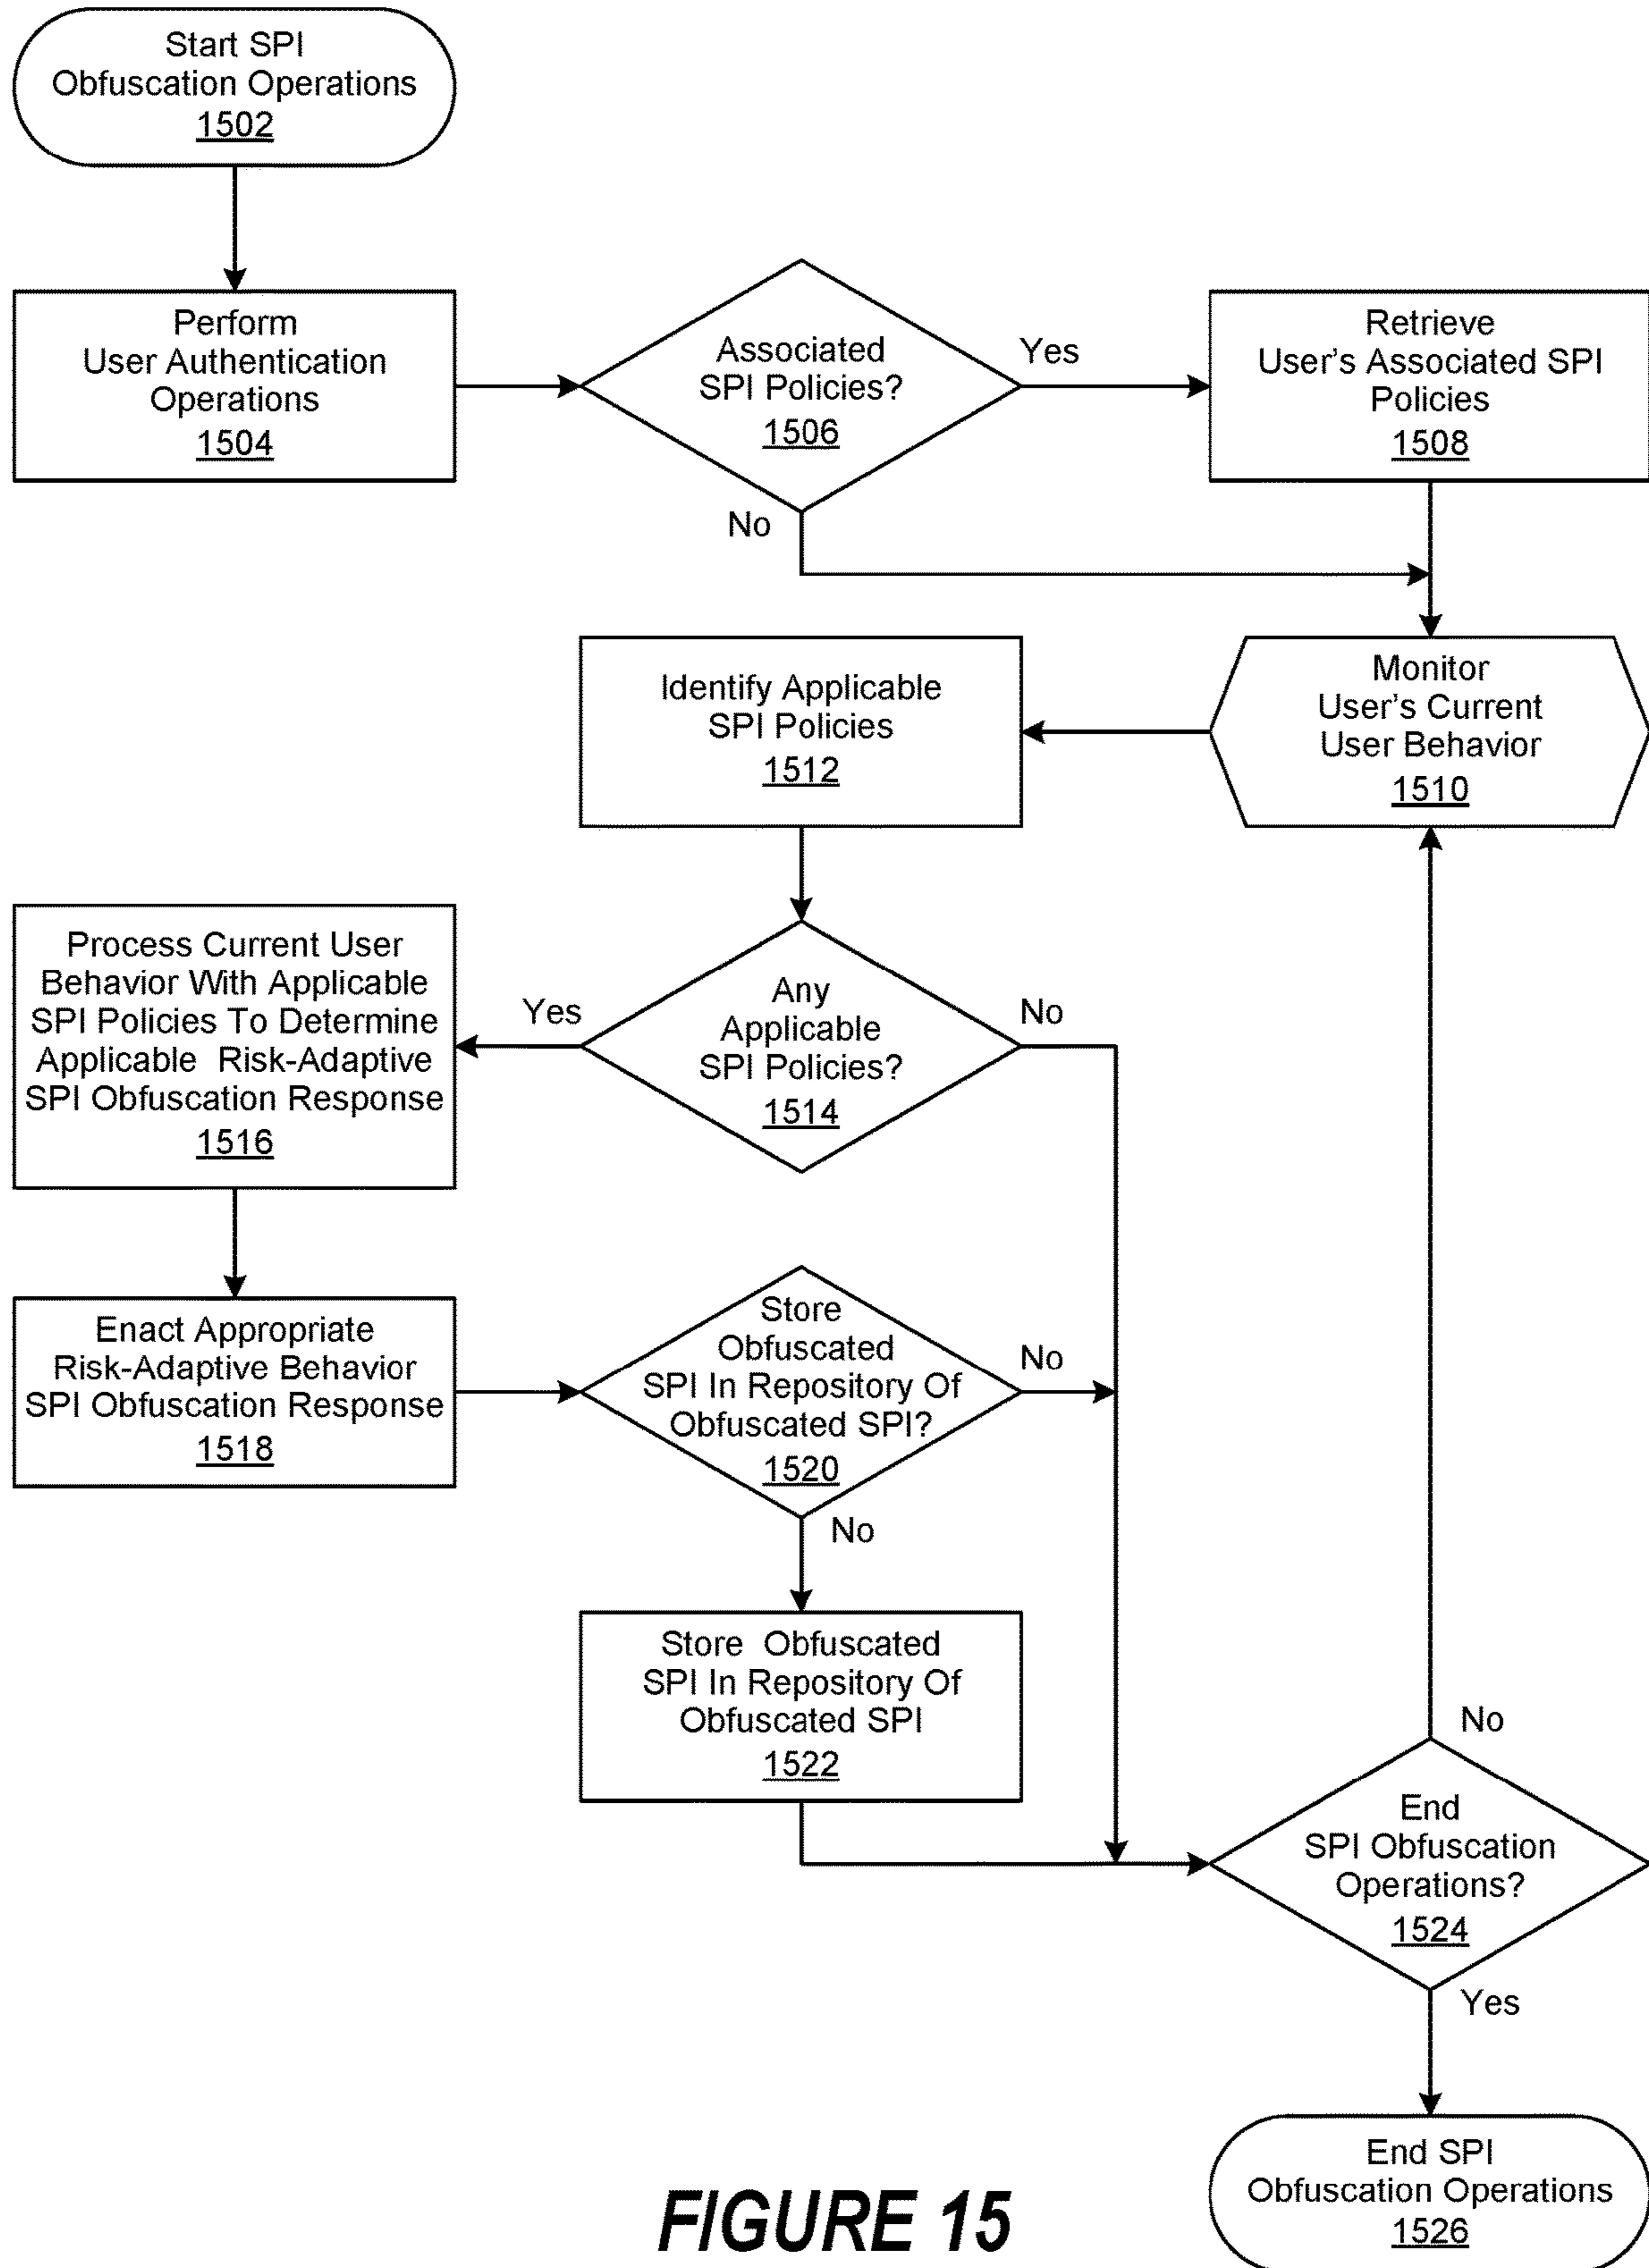 Start SPI
Obfuscation Operations
1502
Perform
User Authentication
Operations
1504
Associated
SPI Policies?
1506
Yes
No
Retrieve
User's Associated SPI
Policies
1508
Monitor
User's Current
User Behavior
1510
Identify Applicable
SPI Policies
1512
Any
Applicable
SPI Policies?
1514
Yes
No
Process Current User
Behavior With Applicable
SPI Policies To Determine
Applicable Risk-Adaptive
SPI Obfuscation Response
1516
Enact Appropriate
Risk-Adaptive Behavior
SPI Obfuscation Response
1518
Store
Obfuscated
SPI In Repository Of
Obfuscated SPI?
1520
No
No
Store Obfuscated
SPI In Repository Of
Obfuscated SPI
1522
No
End
SPI Obfuscation
Operations?
1524
Yes
End SPI
Obfuscation Operations
1526
FIGURE 15